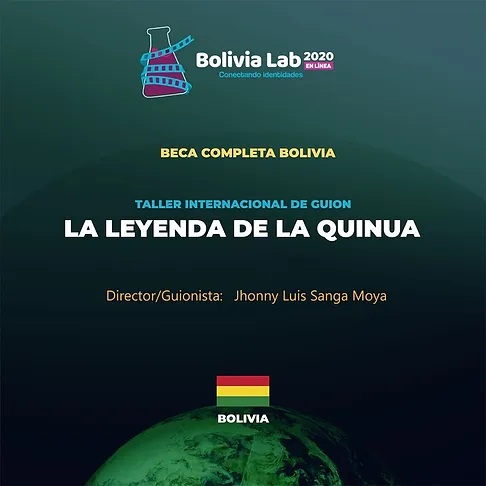 Bolivia Lab 2020
EN LÍNEA
Conectando identidades
BECA COMPLETA BOLIVIA
TALLER INTERNACIONAL DE GUION
LA LEYENDA DE LA QUINUA
Director/Guionista: Jhonny Luis Sanga Moya
BOLIVIA